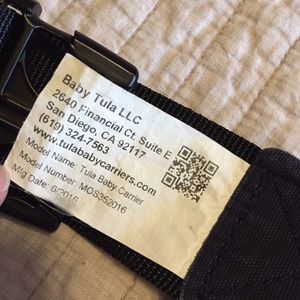 Baby Tula LLC
2640 Financial Ct. Suite E
San Diego, CA 92117
(619) 324-7563
www.tulababycarriers.com
Model Name: Tula Baby Carrier
Model Number: MOS352016
Mfg Date: 6/2016